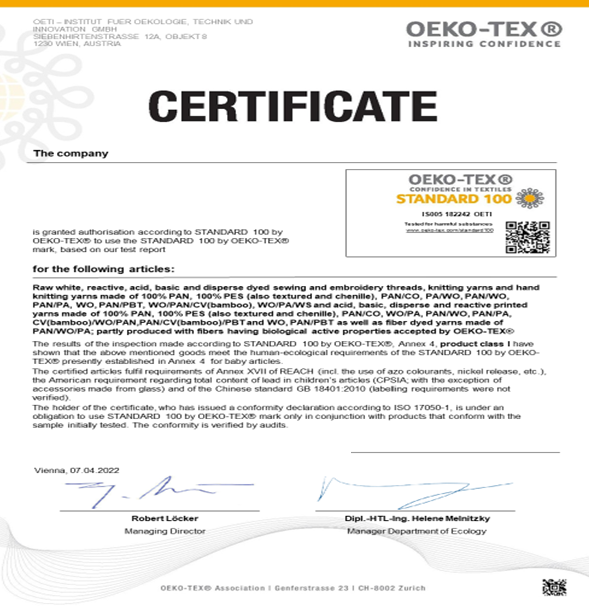 OETI – INSTITUT FUER OEKOLOGIE, TECHNIK UND
INNOVATION GMBH
SIEBENHIRTENSTRASSE 12A, OBJEKT 8
1230 WIEN, AUSTRIA
OEKO-TEX®
INSPIRING CONFIDENCE
CERTIFICATE
The company
OEKO-TEX®
CONFIDENCE IN TEXTILES
STANDARD 100
IS005 182242 OETI
Tested for harmful substances
www.oeko-tex.com/standard100
is granted authorisation according to STANDARD 100 by
OEKO-TEX® to use the STANDARD 100 by OEKO-TEX®
mark, based on our test report
for the following articles:
Raw white, reactive, acid, basic and disperse dyed sewing and embroidery threads, knitting yarns and hand
knitting yarns made of 100% PAN, 100% PES (also textured and chenille), PAN/CO, PA/WO, PAN/WO,
PAN/PA, WO, PAN/PBT, WO/PAN/CV(bamboo), WO/PA/WS and acid, basic, disperse and reactive printed
yarns made of 100% PAN, 100% PES (also textured and chenille), PAN/CO, WO/PA, PAN/WO, PAN/PA,
CV(bamboo)/WO/PAN,PAN/CV(bamboo)/PBT and WO, PAN/PBT as well as fiber dyed yarns made of
PAN/WO/PA; partly produced with fibers having biological active properties accepted by OEKO-TEX®
The results of the inspection made according to STANDARD 100 by OEKO-TEX®, Annex 4, product class I have
shown that the above mentioned goods meet the human-ecological requirements of the STANDARD 100 by OEKO-
TEX® presently established in Annex 4 for baby articles.
The certified articles fulfil requirements of Annex XVII of REACH (incl. the use of azo colourants, nickel release, etc.),
the American requirement regarding total content of lead in children's articles (CPSIA; with the exception of
accessories made from glass) and of the Chinese standard GB 18401:2010 (labelling requirements were not
verified).
The holder of the certificate, who has issued a conformity declaration according to ISO 17050-1, is under an
obligation to use STANDARD 100 by OEKO-TEX® mark only in conjunction with products that conform with the
sample initially tested. The conformity is verified by audits.
Vienna, 07.04.2022
Robert Löcker
Dipl.-HTL-Ing. Helene Melnitzky
Managing Director
Manager Department of Ecology
OEKO-TEX® Association | Genferstrasse 23 | CH-8002 Zurich